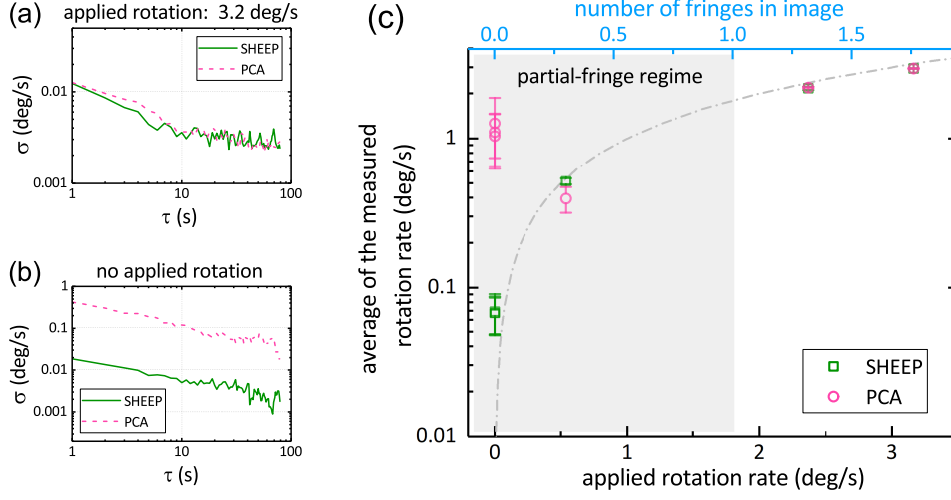 (a)
applied rotation: 3.2 deg/s
SHEEP
PCA
0.01
0.001
σ (deg/s)
1 10 100
τ (s)
(b)
no applied rotation
1
0.1
0.01
0.001
σ (deg/s)
SHEEP
PCA
1 10 100
τ (s)
(c)
number of fringes in image
0.0 0.5 1.0 1.5
partial-fringe regime
1
0.1
0.01
average of the measured
rotation rate (deg/s)
SHEEP
PCA
0 1 2 3
applied rotation rate (deg/s)